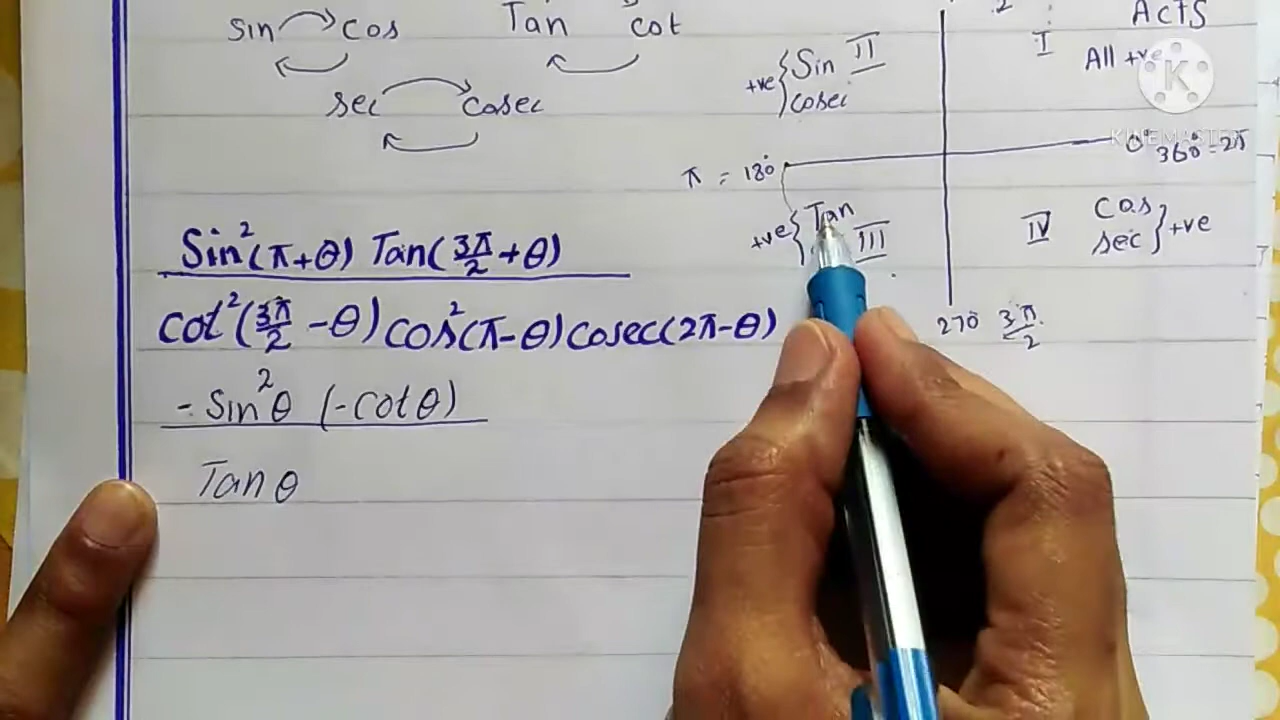 Sin cos Tan cot
sec cosec
ACTS
I
All +ve
+ve { Sin II
cosec
KINEMASTER
0° 360° = 2π
π = 180°
+ve { Tan
III
IV cos
sec } +ve
270 3π/2
Sin²(π+θ) Tan(3π/2+θ)
cot²(3π/2-θ) cos²(π-θ) cosec(2π-θ)
- Sin²θ (-cotθ)
Tan θ